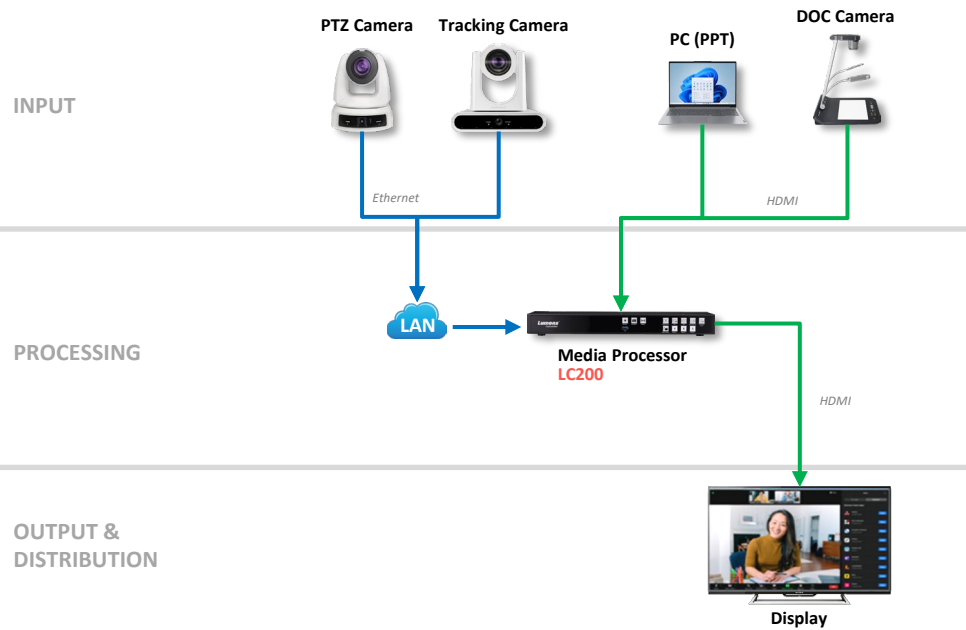 PTZ Camera
Tracking Camera
PC (PPT)
DOC Camera
INPUT
Ethernet
HDMI
LAN
Lumens
PROCESSING
Media Processor
LC200
HDMI
OUTPUT &
DISTRIBUTION
Display